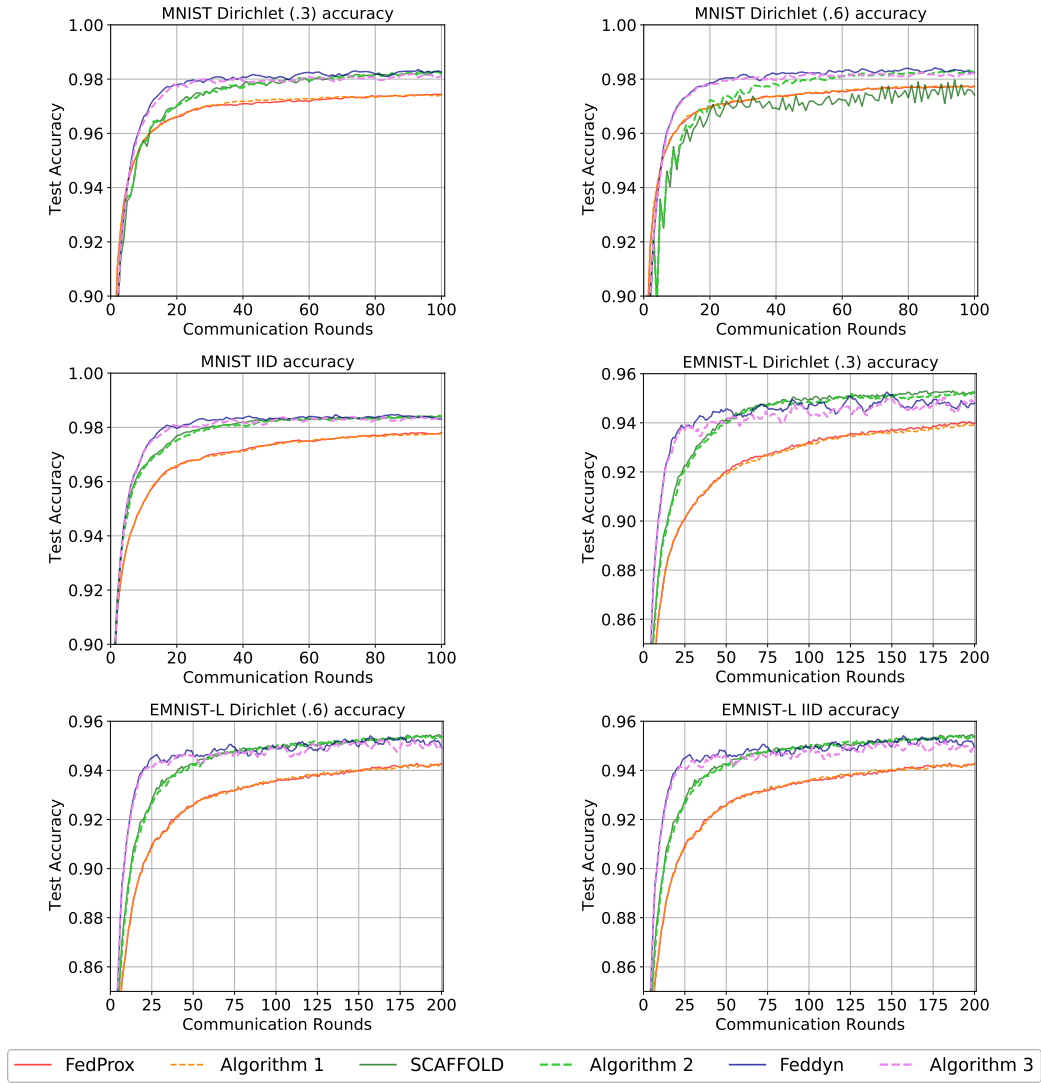 MNIST Dirichlet (.3) accuracy
1.00
0.98
0.96
0.94
0.92
0.90
Test Accuracy
0 20 40 60 80 100
Communication Rounds
MNIST Dirichlet (.6) accuracy
1.00
0.98
0.96
0.94
0.92
0.90
Test Accuracy
0 20 40 60 80 100
Communication Rounds
MNIST IID accuracy
1.00
0.98
0.96
0.94
0.92
0.90
Test Accuracy
0 20 40 60 80 100
Communication Rounds
EMNIST-L Dirichlet (.3) accuracy
0.96
0.94
0.92
0.90
0.88
0.86
Test Accuracy
0 25 50 75 100 125 150 175 200
Communication Rounds
EMNIST-L Dirichlet (.6) accuracy
0.96
0.94
0.92
0.90
0.88
0.86
Test Accuracy
0 25 50 75 100 125 150 175 200
Communication Rounds
EMNIST-L IID accuracy
0.96
0.94
0.92
0.90
0.88
0.86
Test Accuracy
0 25 50 75 100 125 150 175 200
Communication Rounds
FedProx Algorithm 1 SCAFFOLD Algorithm 2 Feddyn Algorithm 3